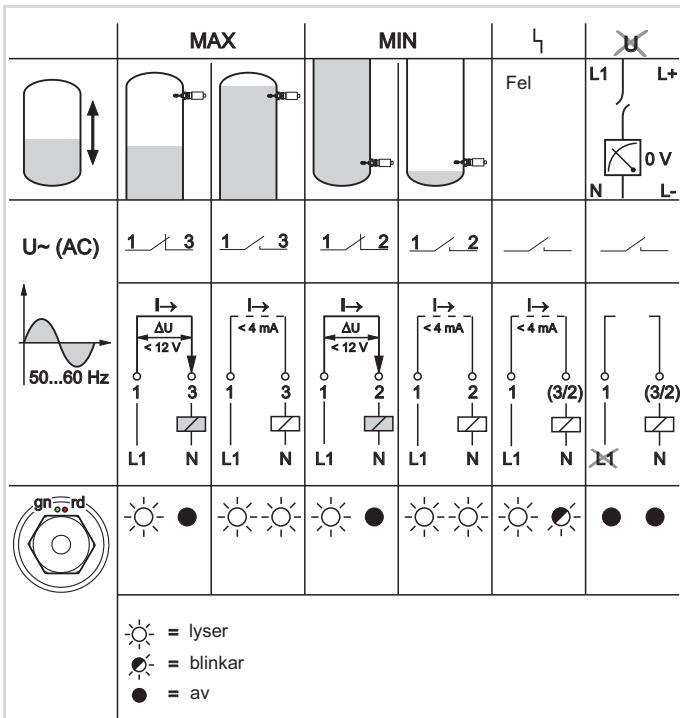 MAX MIN U
Fel
L1 L+
0 V
N L-
U~ (AC) 1 3 1 3 1 2 1 2
50...60 Hz
I→ I→ I→ I→ I→
ΔU < 4 mA ΔU < 4 mA < 4 mA
< 12 V < 12 V
1 3 1 3 1 2 1 2 1 (3/2) 1 (3/2)
L1 N L1 N L1 N L1 N L1 N L1 N
gn rd
= lyser
= blinkar
= av